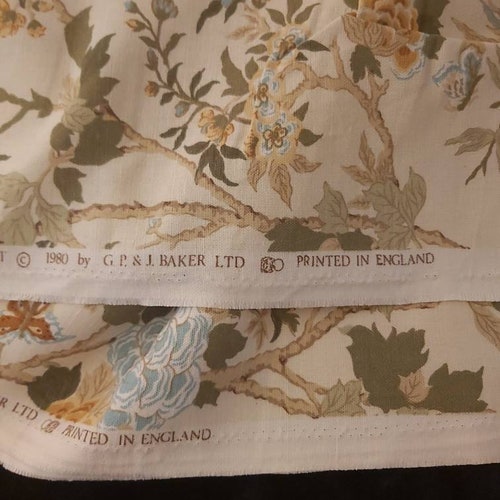 © 1980 by G.P. & J. BAKER LTD PRINTED IN ENGLAND
LTD PRINTED IN ENGLAND